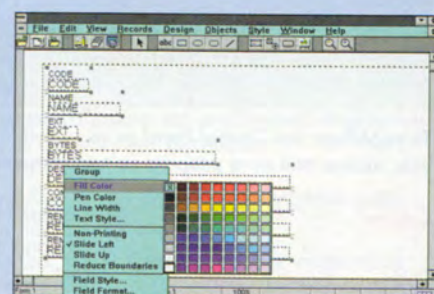 File Edit View Records Design Objects Style Window Help
abc
CODE
CODE
NAME
NAME
EXT
EXT
BYTES
BYTES
Group
Fill Color
Pen Color
Line Width
Text Style...
Non-Printing
✓ Slide Left
Slide Up
Reduce Boundaries
Field Style...
Field Format...
100%